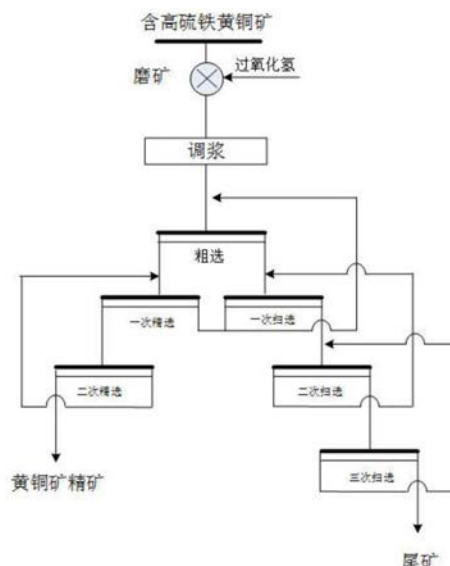 含高硫铁黄铜矿
磨矿
过氧化氢
调浆
粗选
一次精选
一次扫选
二次精选
二次扫选
黄铜矿精矿
三次扫选
尾矿